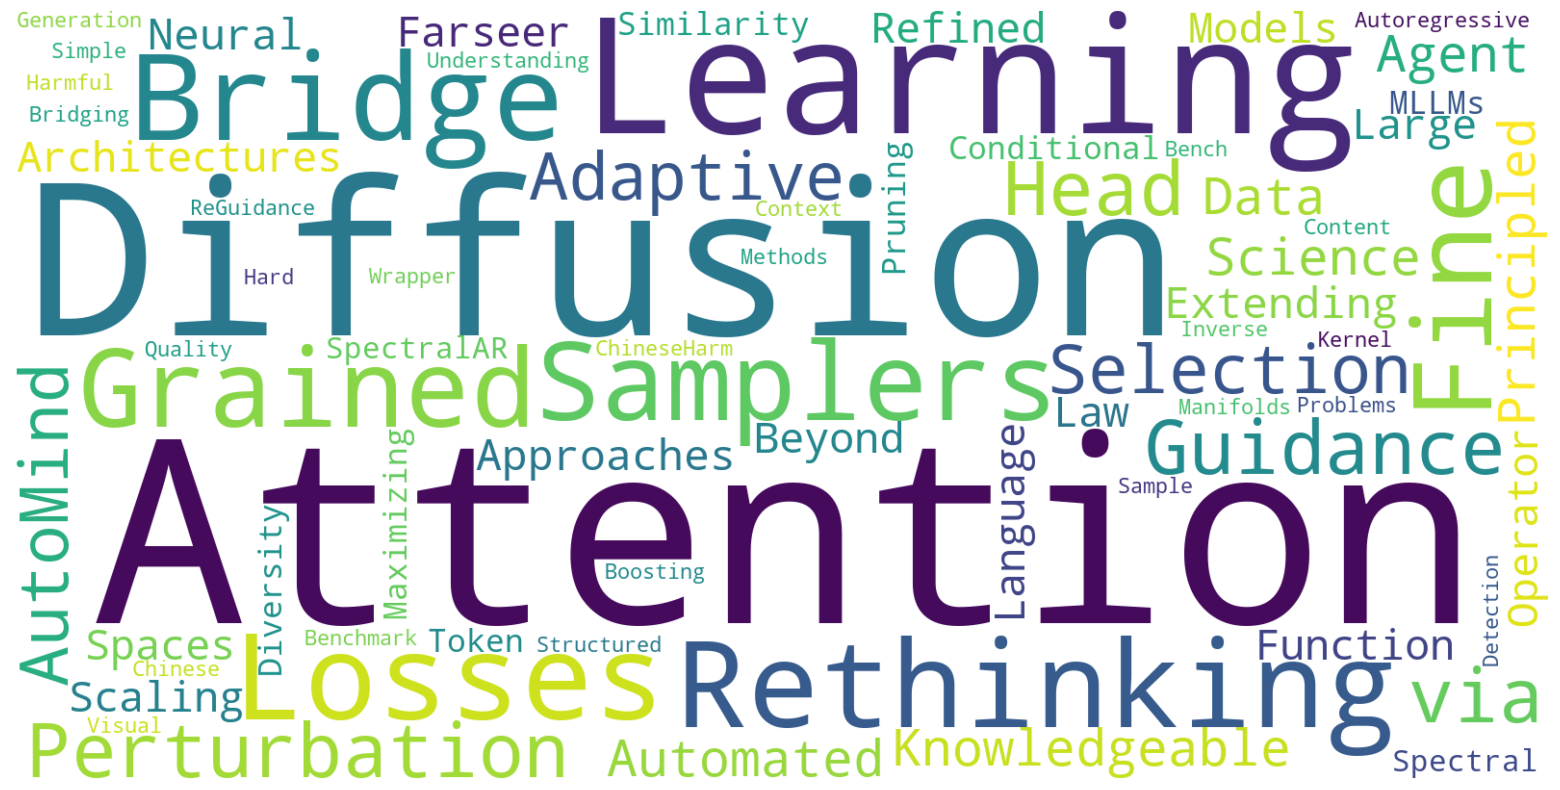 Generation
Neural
Farseer
Similarity
Learning
Refined
Models
Autoregressive
Simple
Bridge
Understanding
Agent
Harmful
MLLMs
Bridging
Large
Architectures
Adaptive
Pruning
Conditional
Bench
Principled
Diffusion
Head
Data
Fine
ReGuidance
Context
Content
Hard
Wrapper
Methods
Science
Extending
Inverse
Kernel
Quality
SpectralAR
ChineseHarm
Grained
Samplers
Selection
AutoMind
Law
Manifolds
Problems
Approaches
Beyond
Guidance
Maximizing
Language
Operator
Attention
Sample
Diversity
Boosting
Detection
Spaces
Benchmark
Token
Structured
Function
Chinese
Losses
Rethinking
Scaling
via
Visual
Perturbation
Automated
Knowledgeable
Spectral